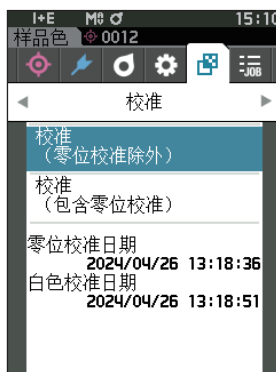 I+E M σ 15:10
样品色 0012
-JOB
校准
校准
（零位校准除外）
校准
（包含零位校准）
零位校准日期
2024/04/26 13:18:36
白色校准日期
2024/04/26 13:18:51